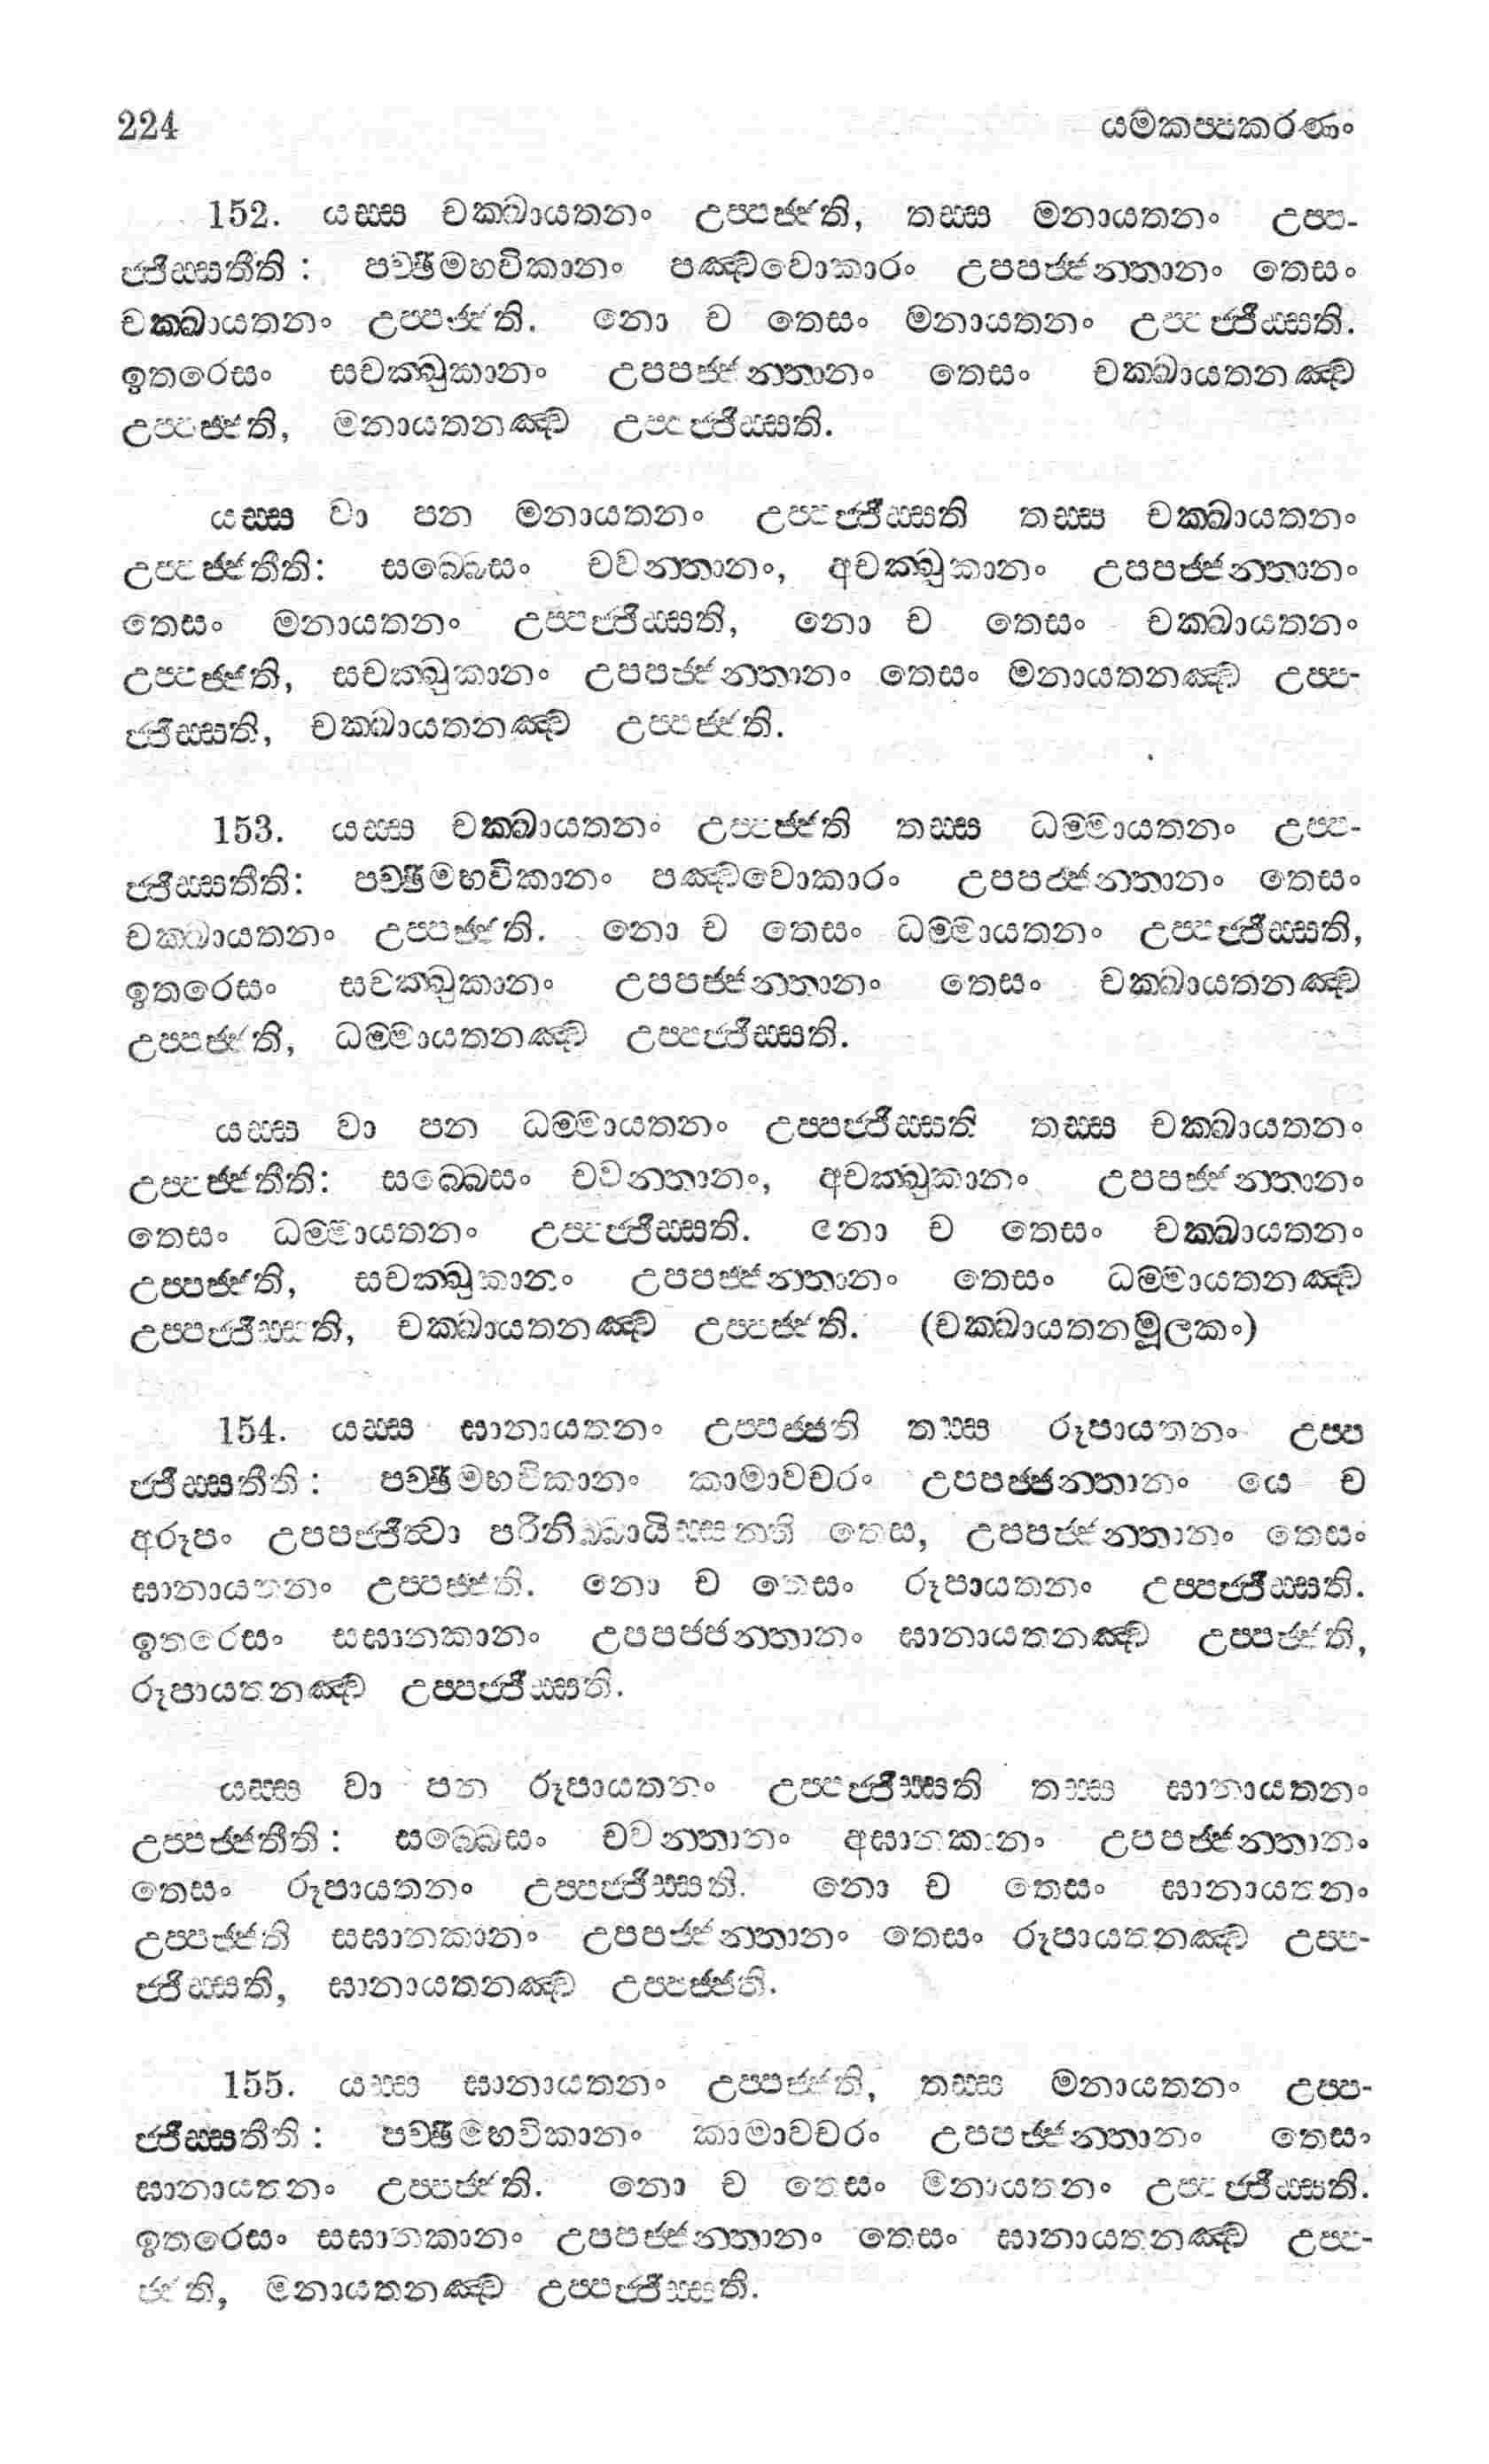 224 යමකප්පකරණං
152. යස්ස චක්ඛායතනං උප්පජ්ජති, තස්ස මනායතනං උප්ප-
ජ්ජිස්සතීති : පච්ඡිමභවිකානං පඤ්චවොකාරං උපපජ්ජන්තානං තෙසං
චක්ඛායතනං උප්පජ්ජති. නො ච තෙසං මනායතනං උප්පජ්ජිස්සති.
ඉතරෙසං සචක්ඛුකානං උපපජ්ජන්තානං තෙසං චක්ඛායතනඤ්ච
උප්පජ්ජති, මනායතනඤ්ච උප්පජ්ජිස්සති.
යස්ස වා පන මනායතනං උප්පජ්ජිස්සති තස්ස චක්ඛායතනං
උප්පජ්ජතීති: සබ්බෙසං චවන්තානං, අචක්ඛුකානං උපපජ්ජන්තානං
තෙසං මනායතනං උප්පජ්ජිස්සති, නො ච තෙසං චක්ඛායතනං
උප්පජ්ජති, සචක්ඛුකානං උපපජ්ජන්තානං තෙසං මනායතනඤ්ච උප්ප-
ජ්ජිස්සති, චක්ඛායතනඤ්ච උප්පජ්ජති.
153. යස්ස චක්ඛායතනං උප්පජ්ජති තස්ස ධම්මායතනං උප්ප-
ජ්ජිස්සතීති: පච්ඡිමභවිකානං පඤ්චවොකාරං උපපජ්ජන්තානං තෙසං
චක්ඛායතනං උප්පජ්ජති. නො ච තෙසං ධම්මායතනං උප්පජ්ජිස්සති,
ඉතරෙසං සචක්ඛුකානං උපපජ්ජන්තානං තෙසං චක්ඛායතනඤ්ච
උප්පජ්ජති, ධම්මායතනඤ්ච උප්පජ්ජිස්සති.
යස්ස වා පන ධම්මායතනං උප්පජ්ජිස්සති තස්ස චක්ඛායතනං
උප්පජ්ජතීති: සබ්බෙසං චවන්තානං, අචක්ඛුකානං උපපජ්ජන්තානං
තෙසං ධම්මායතනං උප්පජ්ජිස්සති. නො ච තෙසං චක්ඛායතනං
උප්පජ්ජති, සචක්ඛුකානං උපපජ්ජන්තානං තෙසං ධම්මායතනඤ්ච
උප්පජ්ජිස්සති, චක්ඛායතනඤ්ච උප්පජ්ජති. (චක්ඛායතනමූලකං)
154. යස්ස ඝානායතනං උප්පජ්ජති තස්ස රූපායතනං උප්ප
ජ්ජිස්සතීති : පච්ඡිමභවිකානං කාමාවචරං උපපජ්ජන්තානං යෙ ච
අරූපං උපපජ්ජිත්වා පරිනිබ්බායිස්සන්ති තෙස, උපපජ්ජන්තානං තෙසං
ඝානායතනං උප්පජ්ජති. නො ච තෙසං රූපායතනං උප්පජ්ජිස්සති.
ඉතරෙසං සඝානකානං උපපජ්ජන්තානං ඝානායතනඤ්ච උප්පජ්ජති,
රූපායතනඤ්ච උප්පජ්ජිස්සති.
යස්ස වා පන රූපායතනං උප්පජ්ජිස්සති තස්ස ඝානායතනං
උප්පජ්ජතීති : සබ්බෙසං චවන්තානං අඝානකානං උපපජ්ජන්තානං
තෙසං රූපායතනං උප්පජ්ජිස්සති. නො ච තෙසං ඝානායතනං
උප්පජ්ජති සඝානකානං උපපජ්ජන්තානං තෙසං රූපායතනඤ්ච උප්ප-
ජ්ජිස්සති, ඝානායතනඤ්ච උප්පජ්ජති.
155. යස්ස ඝානායතනං උප්පජ්ජති, තස්ස මනායතනං උප්ප-
ජ්ජිස්සතීති : පච්ඡිමභවිකානං කාමාවචරං උපපජ්ජන්තානං තෙසං
ඝානායතනං උප්පජ්ජති. නො ච තෙසං මනායතනං උප්පජ්ජිස්සති.
ඉතරෙසං සඝානකානං උපපජ්ජන්තානං තෙසං ඝානායතනඤ්ච උප්ප-
ජ්ජති, මනායතනඤ්ච උප්පජ්ජිස්සති.